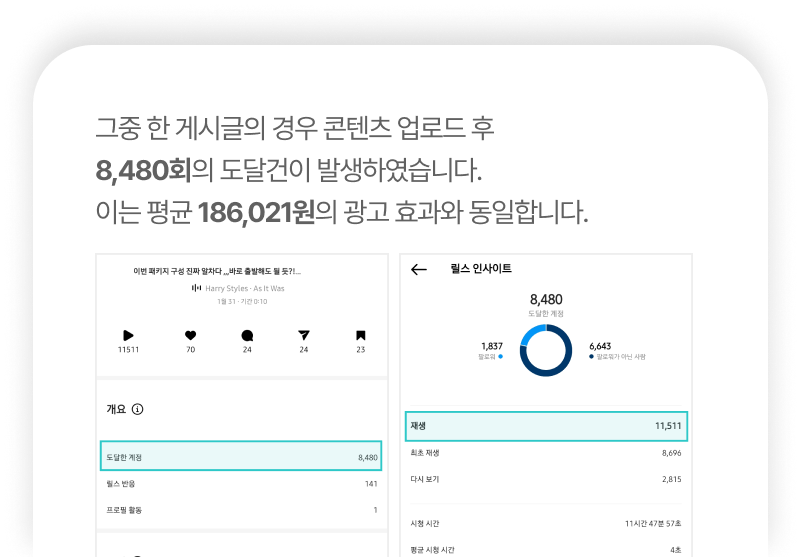 그중 한 게시글의 경우 콘텐츠 업로드 후
8,480회의 도달건이 발생하였습니다.
이는 평균 186,021원의 광고 효과와 동일합니다.
이번 패키지 구성 진짜 알차다 ,,,바로 출발해도 될 듯?!...
Harry Styles · As It Was
1월 31 · 기간 0:10
11511
70
24
24
23
개요
도달한 계정 8,480
릴스 반응 141
프로필 활동 1
릴스 인사이트
8,480
도달한 계정
1,837
팔로워
6,643
팔로워가 아닌 사람
재생 11,511
최초 재생 8,696
다시 보기 2,815
시청 시간 11시간 47분 57초
평균 시청 시간 4초